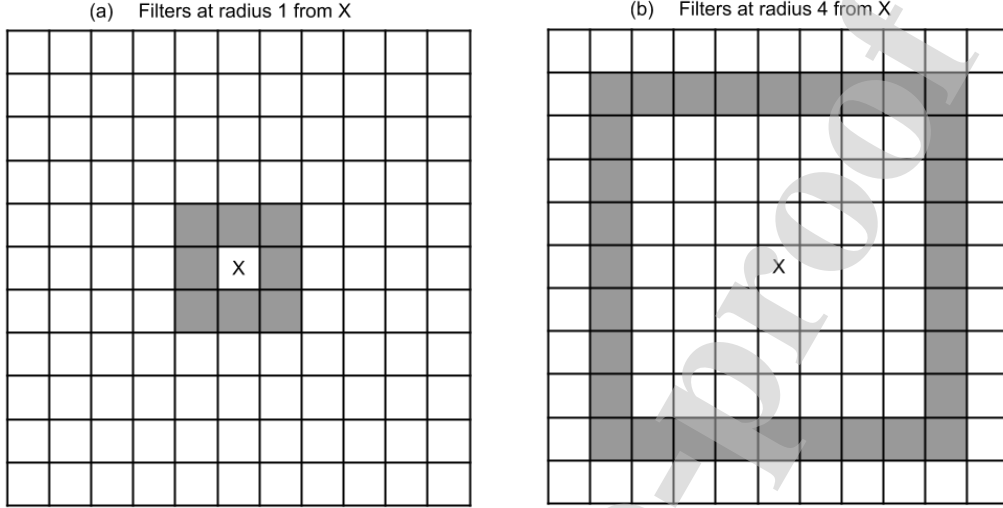 (a) Filters at radius 1 from X
X
(b) Filters at radius 4 from X
X
-proof